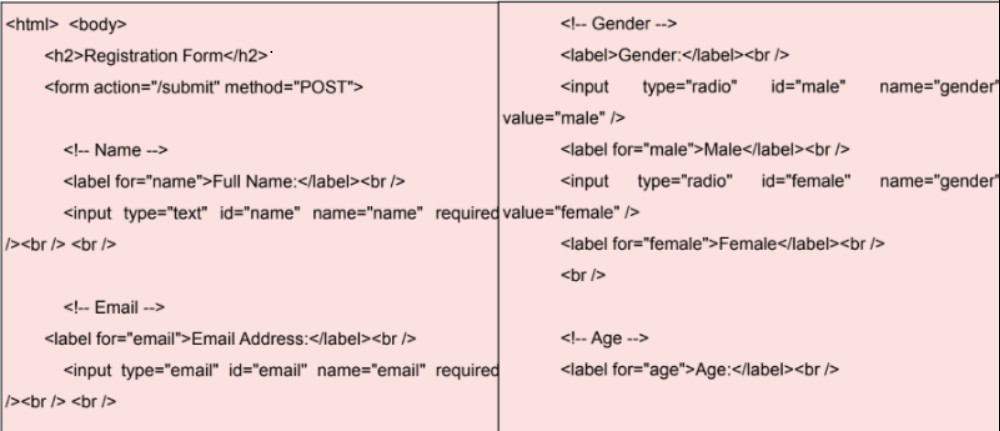 <html> <body>
<h2>Registration Form</h2>
<form action="/submit" method="POST">
<!-- Name -->
<label for="name">Full Name:</label><br />
<input type="text" id="name" name="name" required
/><br /> <br />
<!-- Email -->
<label for="email">Email Address:</label><br />
<input type="email" id="email" name="email" required
/><br /> <br />
<!-- Gender -->
<label>Gender:</label><br />
<input type="radio" id="male" name="gender"
value="male" />
<label for="male">Male</label><br />
<input type="radio" id="female" name="gender"
value="female" />
<label for="female">Female</label><br />
<br />
<!-- Age -->
<label for="age">Age:</label><br />